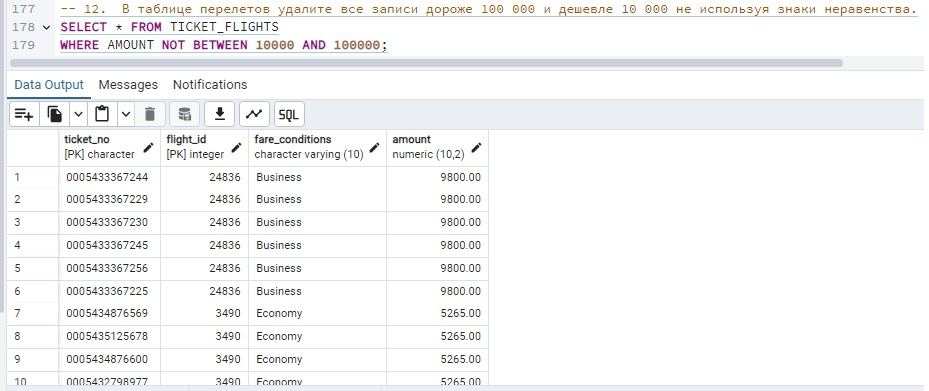 177 -- 12. В таблице перелетов удалите все записи дороже 100 000 и дешевле 10 000 не используя знаки неравенства.
178 SELECT * FROM TICKET_FLIGHTS
179 WHERE AMOUNT NOT BETWEEN 10000 AND 100000;
Data Output Messages Notifications
SQL
ticket_no flight_id fare_conditions amount
[PK] character [PK] integer character varying (10) numeric (10,2)
1 0005433367244 24836 Business 9800.00
2 0005433367229 24836 Business 9800.00
3 0005433367230 24836 Business 9800.00
4 0005433367245 24836 Business 9800.00
5 0005433367256 24836 Business 9800.00
6 0005433367225 24836 Business 9800.00
7 0005434876569 3490 Economy 5265.00
8 0005435125678 3490 Economy 5265.00
9 0005434876600 3490 Economy 5265.00
10 0005432798977 3490 Economy 5265.00